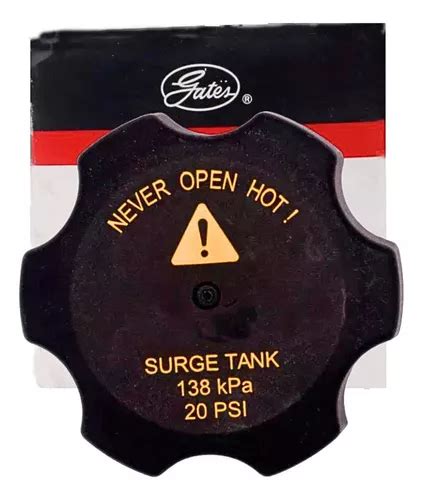 Gates ®
NEVER OPEN HOT!
SURGE TANK
138 kPa
20 PSI